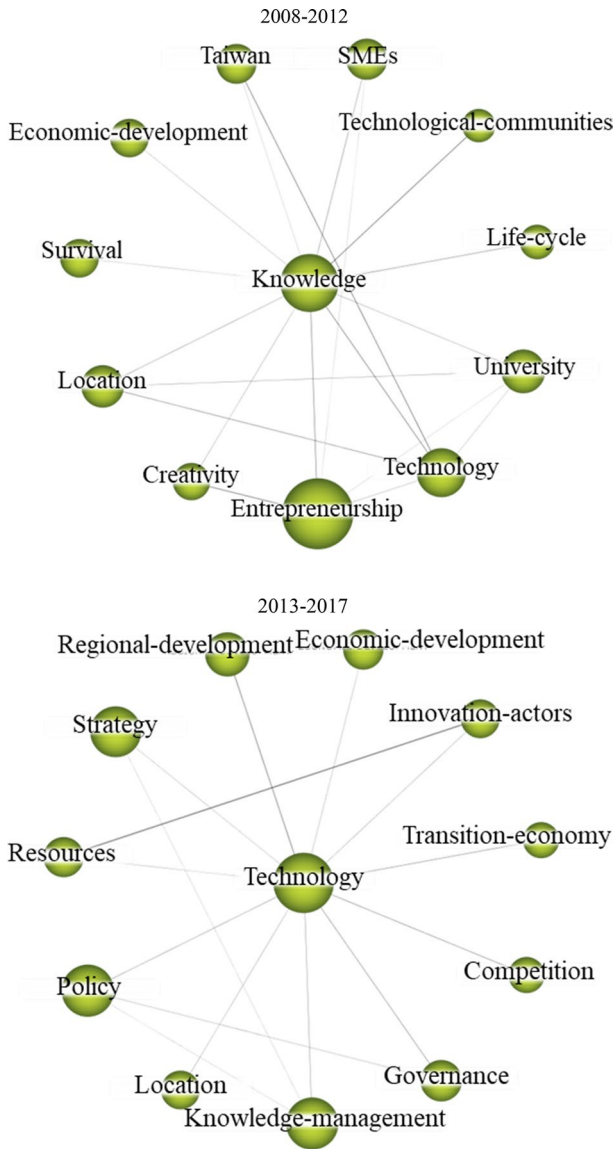 2008-2012
Taiwan
SMEs
Economic-development
Technological-communities
Survival
Life-cycle
Knowledge
Location
University
Creativity
Technology
Entrepreneurship
2013-2017
Regional-development
Economic-development
Strategy
Innovation-actors
Resources
Transition-economy
Technology
Policy
Competition
Location
Governance
Knowledge-management